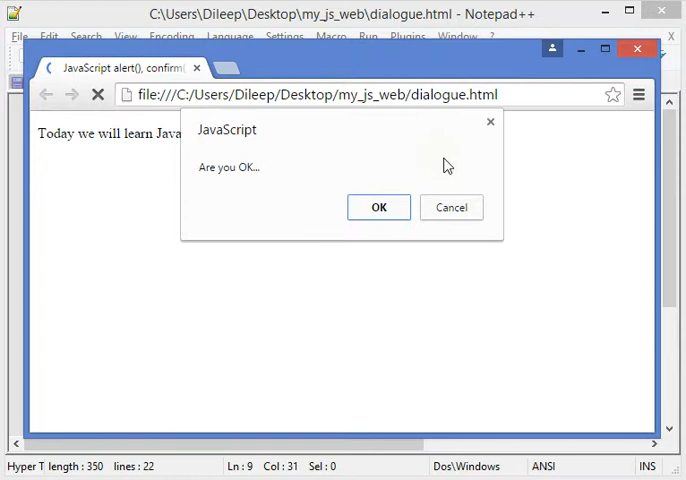 C:\Users\Dileep\Desktop\my_js_web\dialogue.html - Notepad++
File Edit Search View Encoding Language Settings Macro Run Plugins Window ? X
JavaScript alert(), confirm(
file:///C:/Users/Dileep/Desktop/my_js_web/dialogue.html
Today we will learn Java
JavaScript
Are you OK...
OK Cancel
Hyper T length : 350 lines : 22 Ln : 9 Col : 31 Sel : 0 Dos\Windows ANSI INS